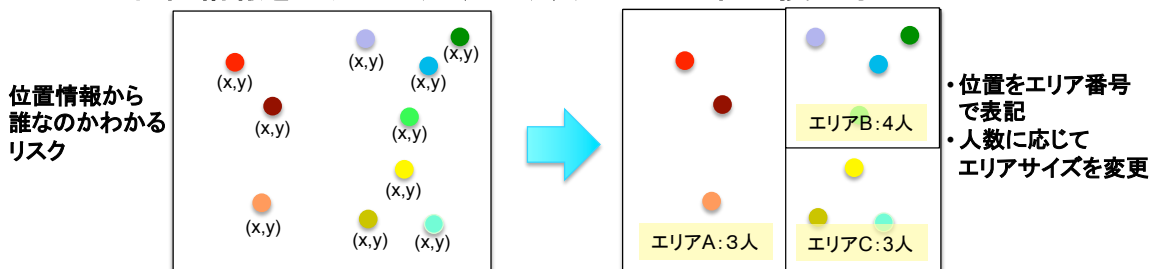 位置情報から
誰なのかわかる
リスク
(x,y)
(x,y)
(x,y)
(x,y)
(x,y)
(x,y)
(x,y)
(x,y)
(x,y)
(x,y)
エリアA:3人
エリアB:4人
エリアC:3人
・位置をエリア番号
で表記
・人数に応じて
エリアサイズを変更